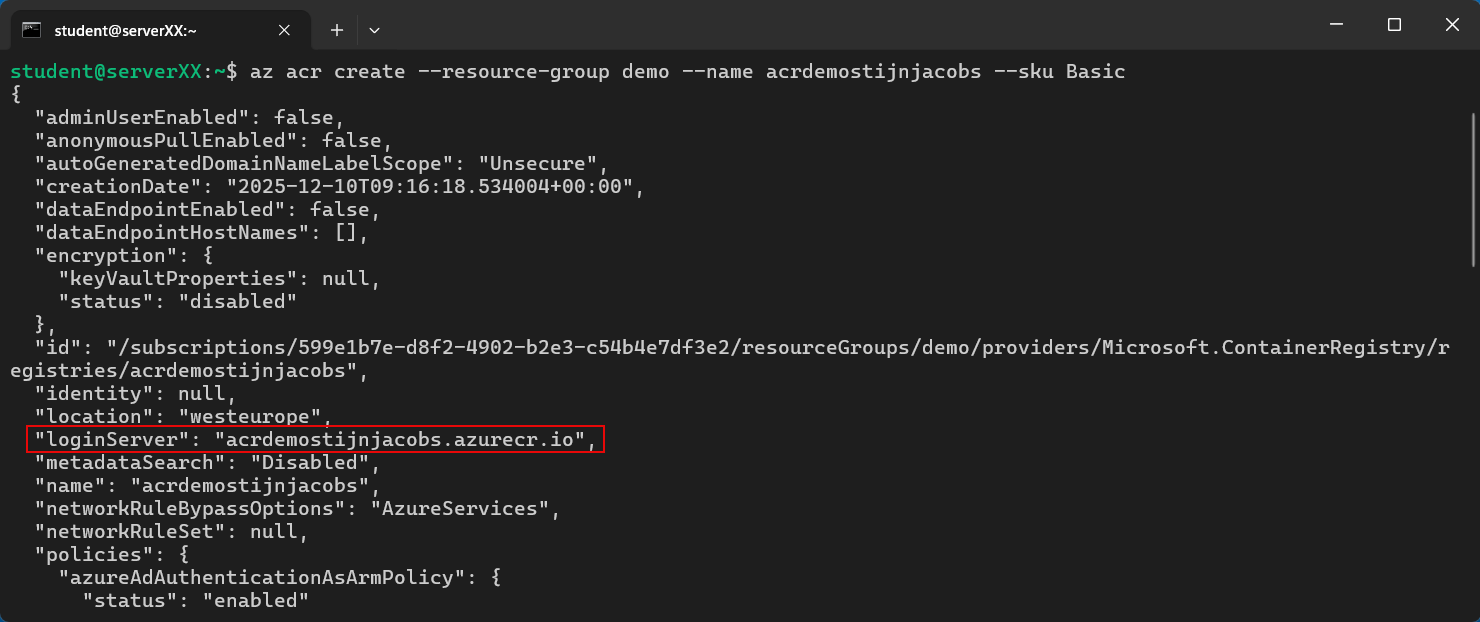 student@serverXX:~
student@serverXX:~$ az acr create --resource-group demo --name acrdemostijnjacobs --sku Basic
{
  "adminUserEnabled": false,
  "anonymousPullEnabled": false,
  "autoGeneratedDomainNameLabelScope": "Unsecure",
  "creationDate": "2025-12-10T09:16:18.534004+00:00",
  "dataEndpointEnabled": false,
  "dataEndpointHostNames": [],
  "encryption": {
    "keyVaultProperties": null,
    "status": "disabled"
  },
  "id": "/subscriptions/599e1b7e-d8f2-4902-b2e3-c54b4e7df3e2/resourceGroups/demo/providers/Microsoft.ContainerRegistry/r
egistries/acrdemostijnjacobs",
  "identity": null,
  "location": "westeurope",
  "loginServer": "acrdemostijnjacobs.azurecr.io",
  "metadataSearch": "Disabled",
  "name": "acrdemostijnjacobs",
  "networkRuleBypassOptions": "AzureServices",
  "networkRuleSet": null,
  "policies": {
    "azureAdAuthenticationAsArmPolicy": {
      "status": "enabled"